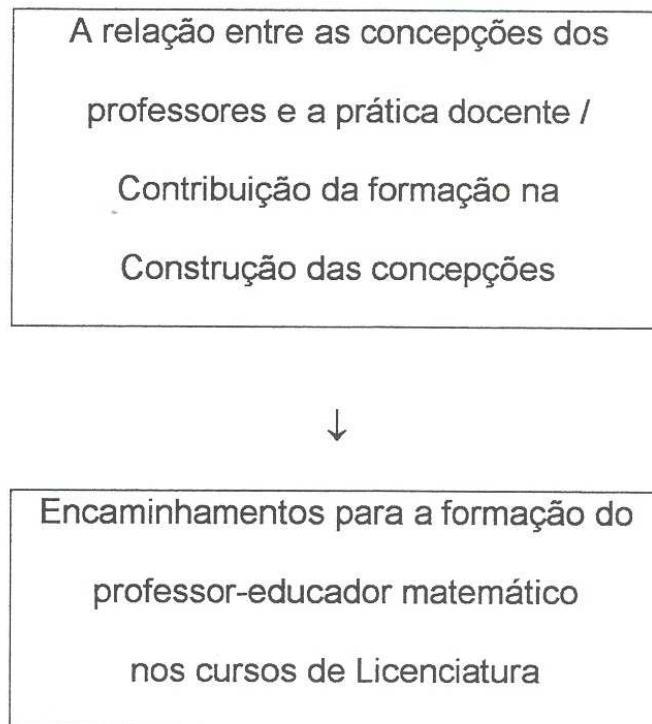 A relação entre as concepções dos
professores e a prática docente /
Contribuição da formação na
Construção das concepções
↓
Encaminhamentos para a formação do
professor-educador matemático
nos cursos de Licenciatura